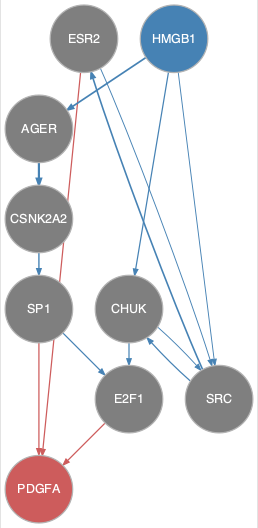 ESR2
HMGB1
AGER
CSNK2A2
SP1
CHUK
E2F1
SRC
PDGFA